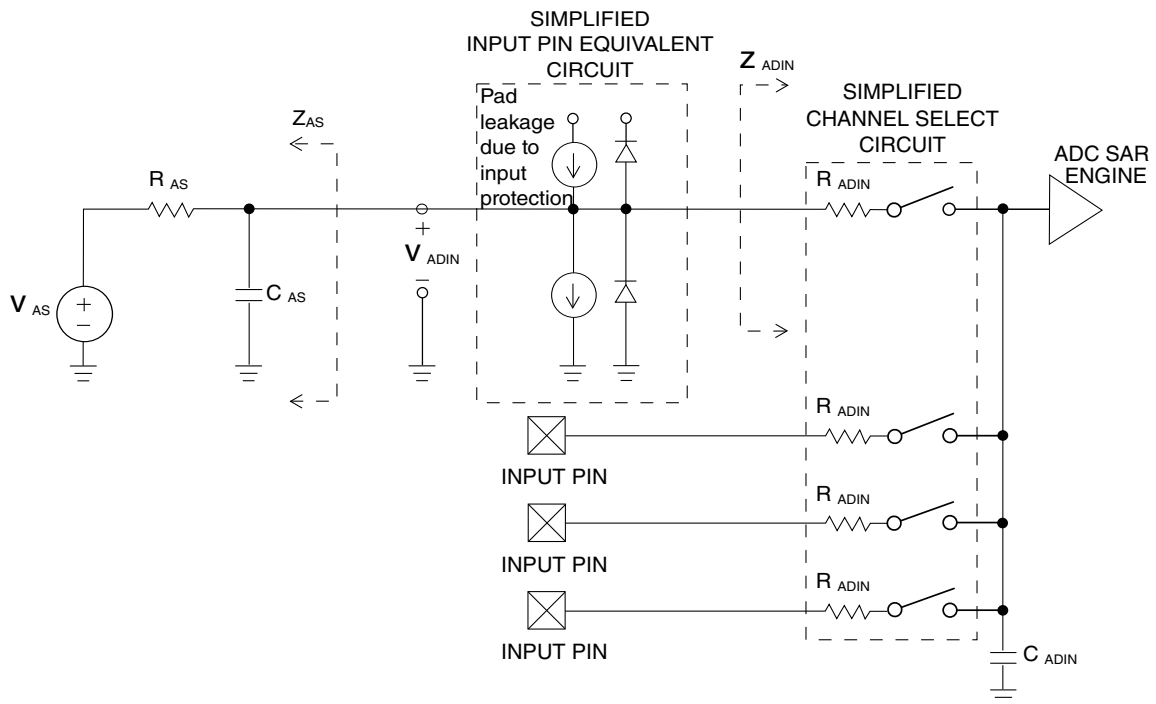 SIMPLIFIED
INPUT PIN EQUIVALENT
CIRCUIT
Pad
leakage
due to
input
protection
Z ADIN
SIMPLIFIED
CHANNEL SELECT
CIRCUIT
ADC SAR
ENGINE
ZAS
R AS
R ADIN
+
V ADIN
–
C AS
V AS
+
–
R ADIN
INPUT PIN
R ADIN
INPUT PIN
R ADIN
INPUT PIN
C ADIN